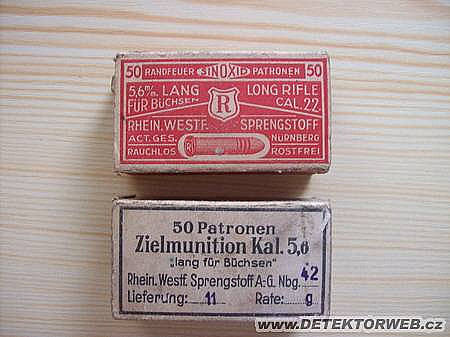 50 RANDFEUER SINOXID PATRONEN 50
5,6 m/m. LANG LONG RIFLE
FÜR BÜCHSEN R CAL. 22
RHEIN. WESTF. SPRENGSTOFF
ACT. GES. NÜRNBERG
RAUCHLOS R ROSTFREI
50 Patronen
Zielmunition Kal. 5,6
"lang für Büchsen"
Rhein. Westf. Sprengstoff A-G. Nbg. 42
Lieferung: 11 Rate: g
WWW.DETEKTORWEB.CZ